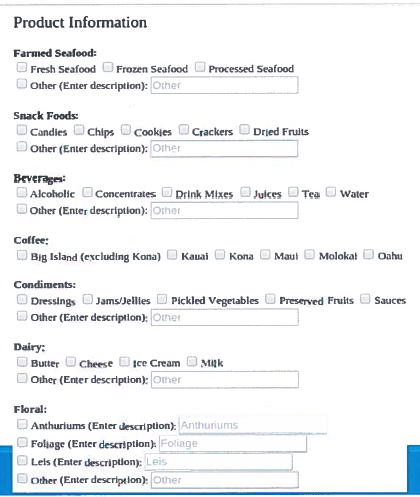 Product Information
Farmed Seafood:
Fresh Seafood Frozen Seafood Processed Seafood
Other (Enter description): Other
Snack Foods:
Candies Chips Cookies Crackers Dried Fruits
Other (Enter description): Other
Beverages:
Alcoholic Concentrates Drink Mixes Juices Tea Water
Other (Enter description): Other
Coffee:
Big Island (excluding Kona) Kauai Kona Maui Molokai Oahu
Condiments:
Dressings Jams/Jellies Pickled Vegetables Preserved Fruits Sauces
Other (Enter description): Other
Dairy:
Butter Cheese Ice Cream Milk
Other (Enter description): Other
Floral:
Anthuriums (Enter description): Anthuriums
Foliage (Enter description): Foliage
Leis (Enter description): Leis
Other (Enter description): Other